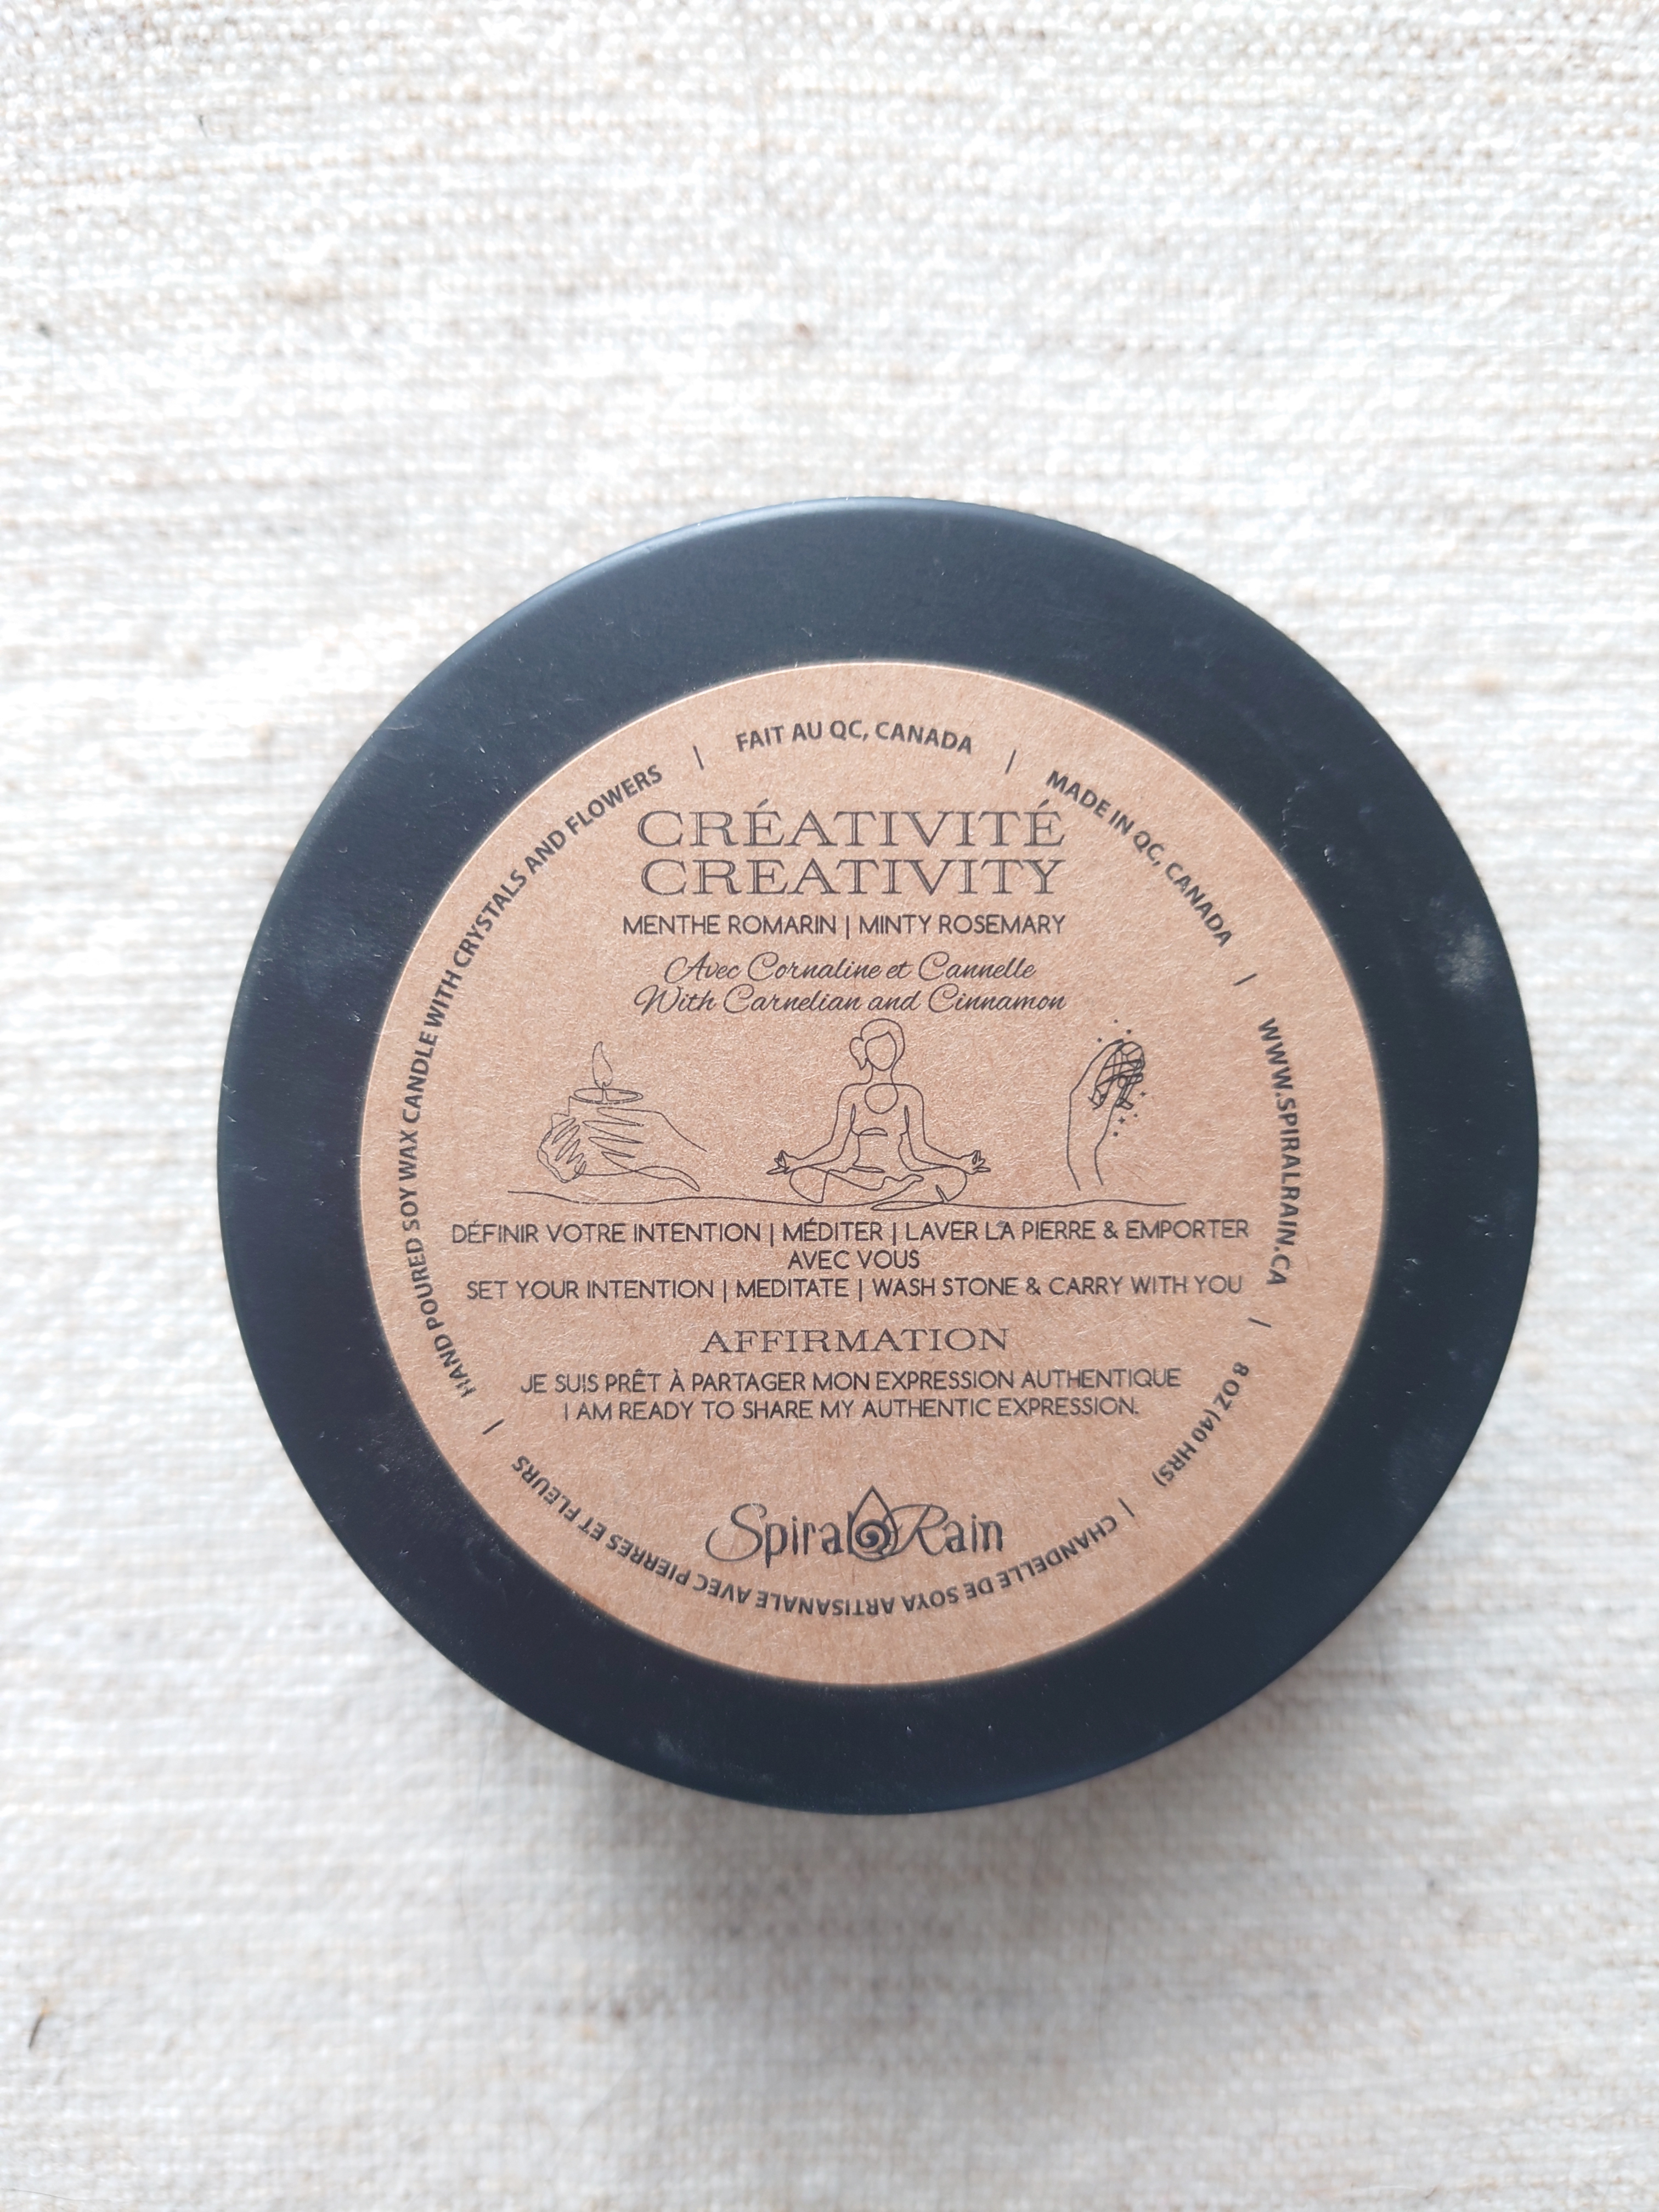 FAIT AU QC, CANADA | MADE IN QC, CANADA | WWW.SPIRALRAIN.CA | 8 OZ (40 HRS) | CHANDELLE DE SOYA ARTISANALE AVEC PIERRES ET FLEURS | HAND POURED SOY WAX CANDLE WITH CRYSTALS AND FLOWERS |
CRÉATIVITÉ
CREATIVITY
MENTHE ROMARIN | MINTY ROSEMARY
Avec Cornaline et Cannelle
With Carnelian and Cinnamon
DÉFINIR VOTRE INTENTION | MÉDITER | LAVER LA PIERRE & EMPORTER
AVEC VOUS
SET YOUR INTENTION | MEDITATE | WASH STONE & CARRY WITH YOU
AFFIRMATION
JE SUIS PRÊT À PARTAGER MON EXPRESSION AUTHENTIQUE
I AM READY TO SHARE MY AUTHENTIC EXPRESSION.
Spiral Rain